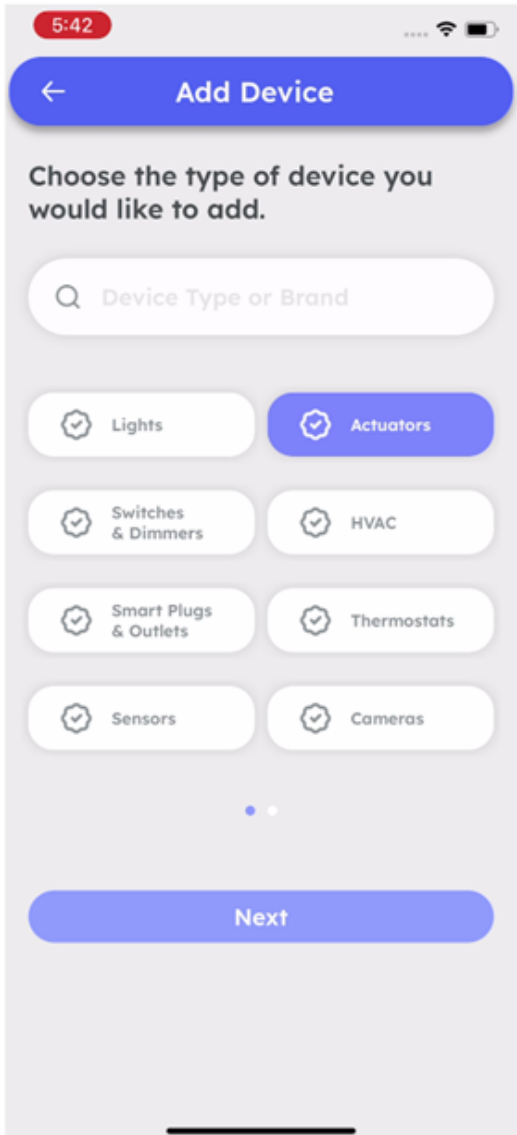 5:42
Add Device
Choose the type of device you
would like to add.
Device Type or Brand
Lights
Actuators
Switches
& Dimmers
HVAC
Smart Plugs
& Outlets
Thermostats
Sensors
Cameras
Next